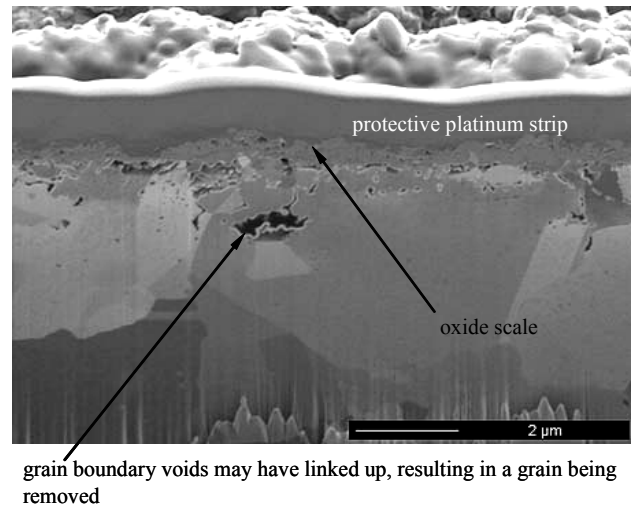 protective platinum strip
oxide scale
2 µm
grain boundary voids may have linked up, resulting in a grain being
removed